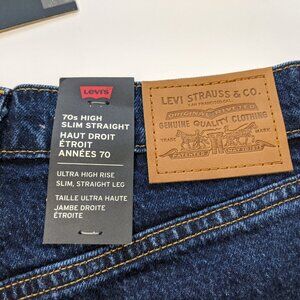 Levi's
70s HIGH
SLIM STRAIGHT
HAUT DROIT
ÉTROIT
ANNÉES 70
ULTRA HIGH RISE
SLIM, STRAIGHT LEG
TAILLE ULTRA HAUTE
JAMBE DROITE
ÉTROITE
LEVI STRAUSS & CO.
SAN FRANCISCO, CAL.
ORIGINAL RIVETED
QUALITY CLOTHING
GENUINE
TRADE MARK
PATENTED